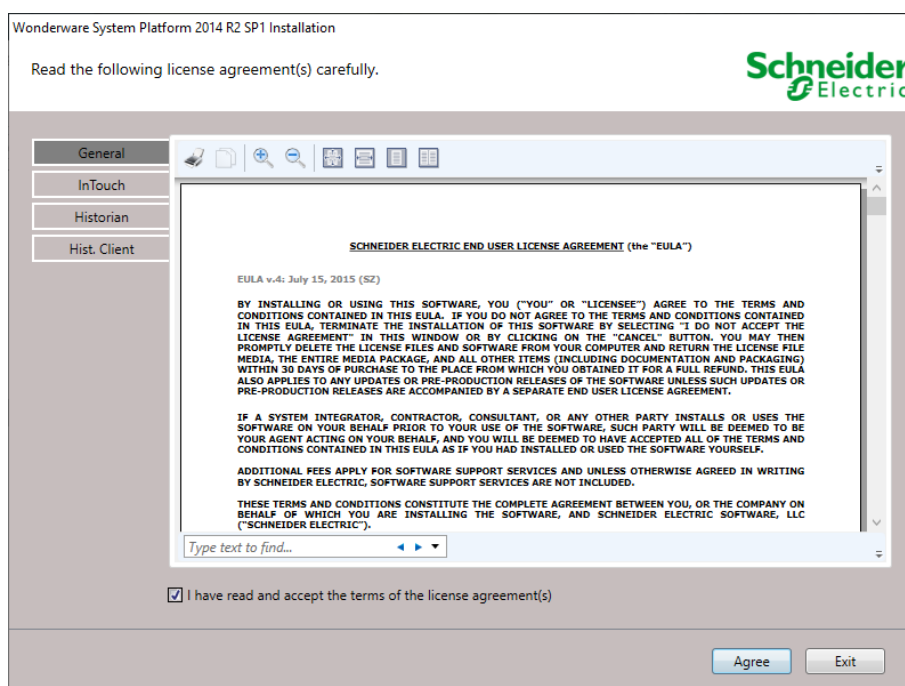 Wonderware System Platform 2014 R2 SP1 Installation
Read the following license agreement(s) carefully.
Schneider
Electric
General
InTouch
Historian
Hist. Client
SCHNEIDER ELECTRIC END USER LICENSE AGREEMENT (the "EULA")
EULA v.4: July 15, 2015 (SZ)
BY INSTALLING OR USING THIS SOFTWARE, YOU ("YOU" OR "LICENSEE") AGREE TO THE TERMS AND
CONDITIONS CONTAINED IN THIS EULA. IF YOU DO NOT AGREE TO THE TERMS AND CONDITIONS CONTAINED
IN THIS EULA, TERMINATE THE INSTALLATION OF THIS SOFTWARE BY SELECTING "I DO NOT ACCEPT THE
LICENSE AGREEMENT" IN THIS WINDOW OR BY CLICKING ON THE "CANCEL" BUTTON. YOU MAY THEN
PROMPTLY DELETE THE LICENSE FILES AND SOFTWARE FROM YOUR COMPUTER AND RETURN THE LICENSE FILE
MEDIA, THE ENTIRE MEDIA PACKAGE, AND ALL OTHER ITEMS (INCLUDING DOCUMENTATION AND PACKAGING)
WITHIN 30 DAYS OF PURCHASE TO THE PLACE FROM WHICH YOU OBTAINED IT FOR A FULL REFUND. THIS EULA
ALSO APPLIES TO ANY UPDATES OR PRE-PRODUCTION RELEASES OF THE SOFTWARE UNLESS SUCH UPDATES OR
PRE-PRODUCTION RELEASES ARE ACCOMPANIED BY A SEPARATE END USER LICENSE AGREEMENT.
IF A SYSTEM INTEGRATOR, CONTRACTOR, CONSULTANT, OR ANY OTHER PARTY INSTALLS OR USES THE
SOFTWARE ON YOUR BEHALF PRIOR TO YOUR USE OF THE SOFTWARE, SUCH PARTY WILL BE DEEMED TO BE
YOUR AGENT ACTING ON YOUR BEHALF, AND YOU WILL BE DEEMED TO HAVE ACCEPTED ALL OF THE TERMS AND
CONDITIONS CONTAINED IN THIS EULA AS IF YOU HAD INSTALLED OR USED THE SOFTWARE YOURSELF.
ADDITIONAL FEES APPLY FOR SOFTWARE SUPPORT SERVICES AND UNLESS OTHERWISE AGREED IN WRITING
BY SCHNEIDER ELECTRIC, SOFTWARE SUPPORT SERVICES ARE NOT INCLUDED.
THESE TERMS AND CONDITIONS CONSTITUTE THE COMPLETE AGREEMENT BETWEEN YOU, OR THE COMPANY ON
BEHALF OF WHICH YOU ARE INSTALLING THE SOFTWARE, AND SCHNEIDER ELECTRIC SOFTWARE, LLC
("SCHNEIDER ELECTRIC").
Type text to find...
I have read and accept the terms of the license agreement(s)
Agree
Exit